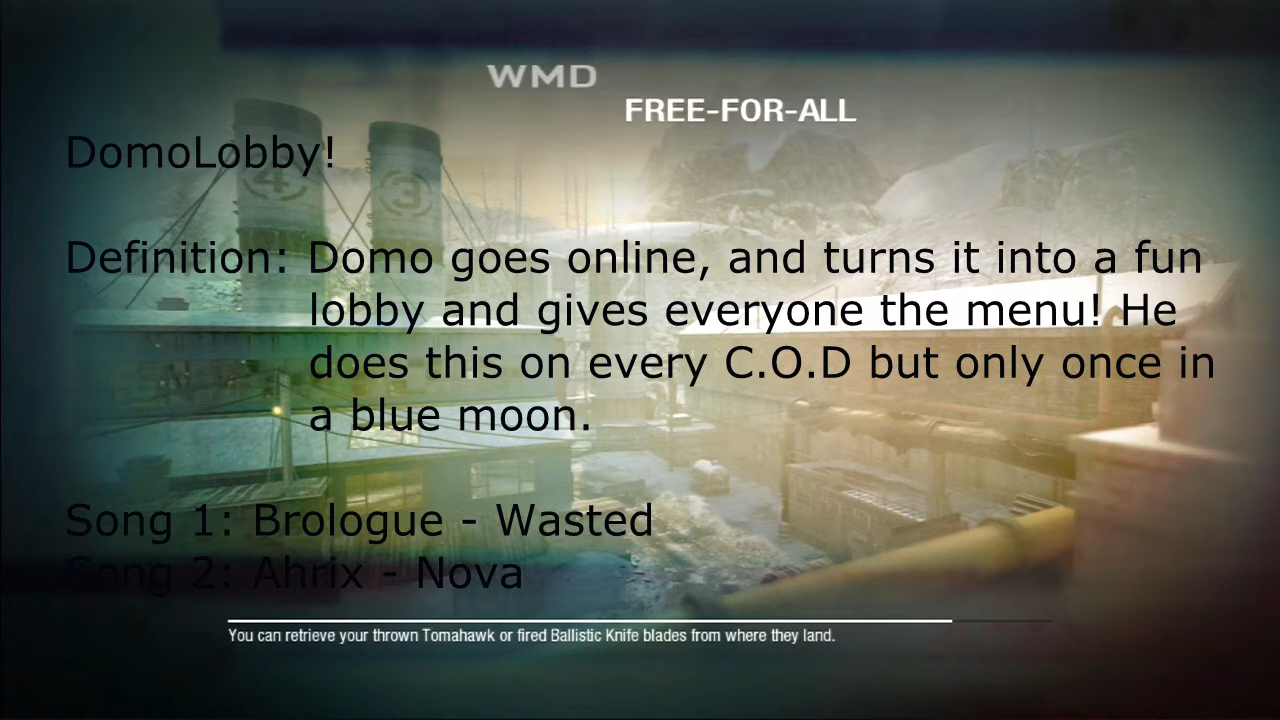 WMD
FREE-FOR-ALL
DomoLobby!
4
3
Definition: Domo goes online, and turns it into a fun
lobby and gives everyone the menu! He
does this on every C.O.D but only once in
a blue moon.
Song 1: Brologue - Wasted
Song 2: Ahrix - Nova
You can retrieve your thrown Tomahawk or fired Ballistic Knife blades from where they land.